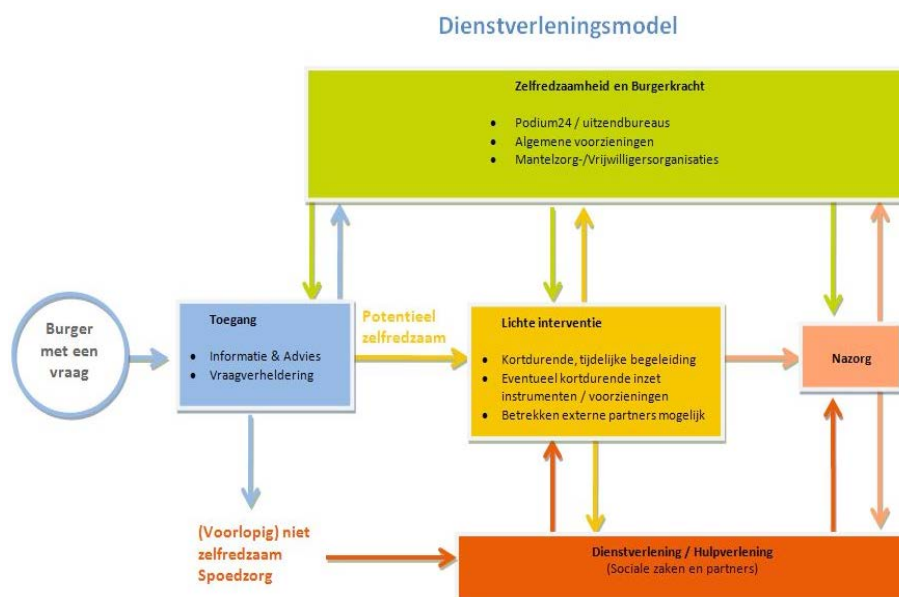 Dienstverleningsmodel
Zelfredzaamheid en Burgerkracht
• Podium24 / uitzendbureaus
• Algemene voorzieningen
• Mantelzorg-/Vrijwilligersorganisaties
Burger
met een
vraag
Toegang
• Informatie & Advies
• Vraagverheldering
Potentieel
zelfredzaam
Lichte interventie
• Kortdurende, tijdelijke begeleiding
• Eventueel kortdurende inzet
instrumenten / voorzieningen
• Betrekken externe partners mogelijk
Nazorg
(Voorlopig) niet
zelfredzaam
Spoedzorg
Dienstverlening / Hulpverlening
(Sociale zaken en partners)